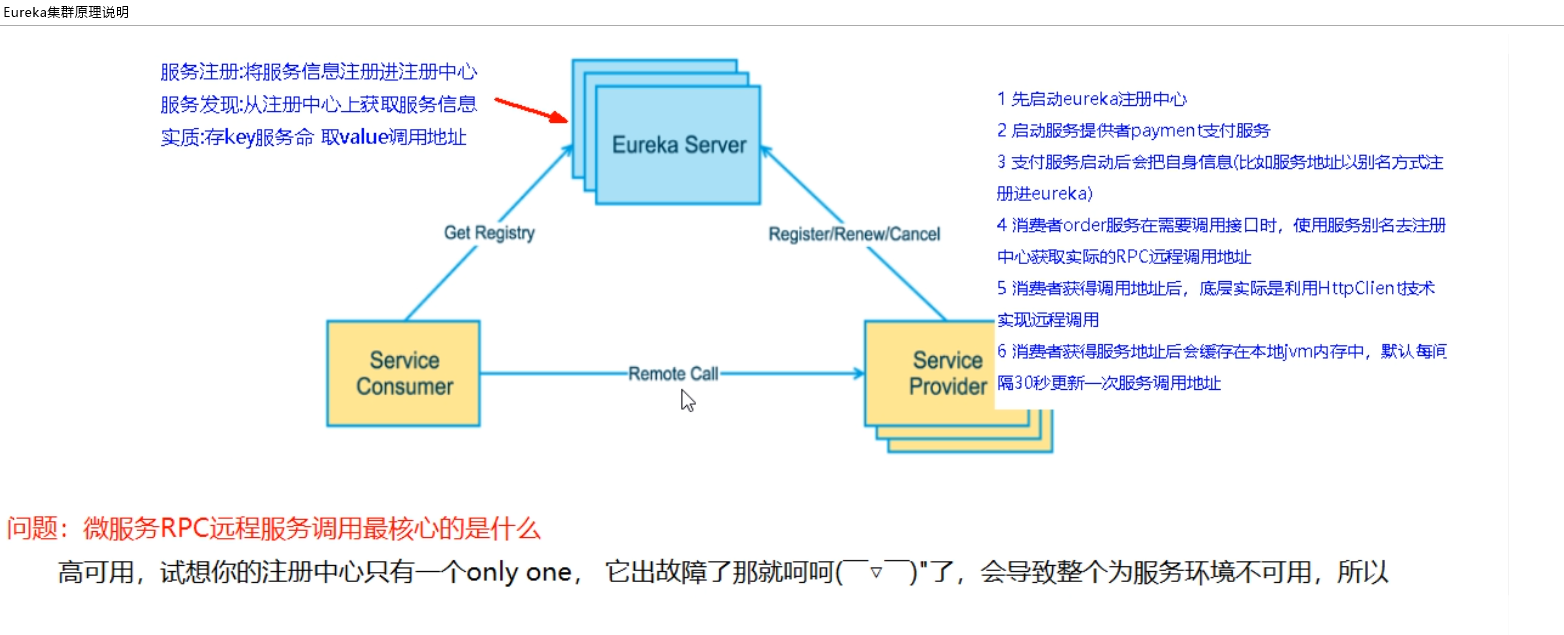 Eureka集群原理说明
服务注册:将服务信息注册进注册中心
服务发现:从注册中心上获取服务信息
实质:存key服务命 取value调用地址
Eureka Server
1 先启动eureka注册中心
2 启动服务提供者payment支付服务
3 支付服务启动后会把自身信息(比如服务地址以别名方式注
册进eureka)
4 消费者order服务在需要调用接口时，使用服务别名去注册
中心获取实际的RPC远程调用地址
5 消费者获得调用地址后，底层实际是利用HttpClient技术
实现远程调用
6 消费者获得服务地址后会缓存在本地jvm内存中，默认每间
隔30秒更新一次服务调用地址
Get Registry
Register/Renew/Cancel
Service
Consumer
Remote Call
Service
Provider
问题：微服务RPC远程服务调用最核心的是什么
高可用，试想你的注册中心只有一个only one， 它出故障了那就呵呵(￣▽￣)"了，会导致整个为服务环境不可用，所以